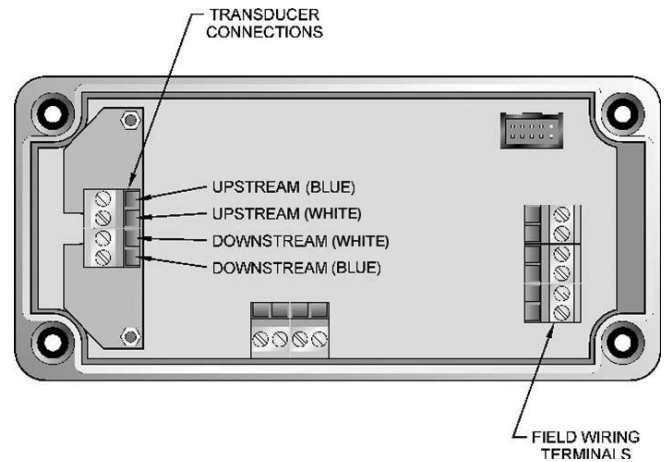 TRANSDUCER
CONNECTIONS
UPSTREAM (BLUE)
UPSTREAM (WHITE)
DOWNSTREAM (WHITE)
DOWNSTREAM (BLUE)
FIELD WIRING
TERMINALS